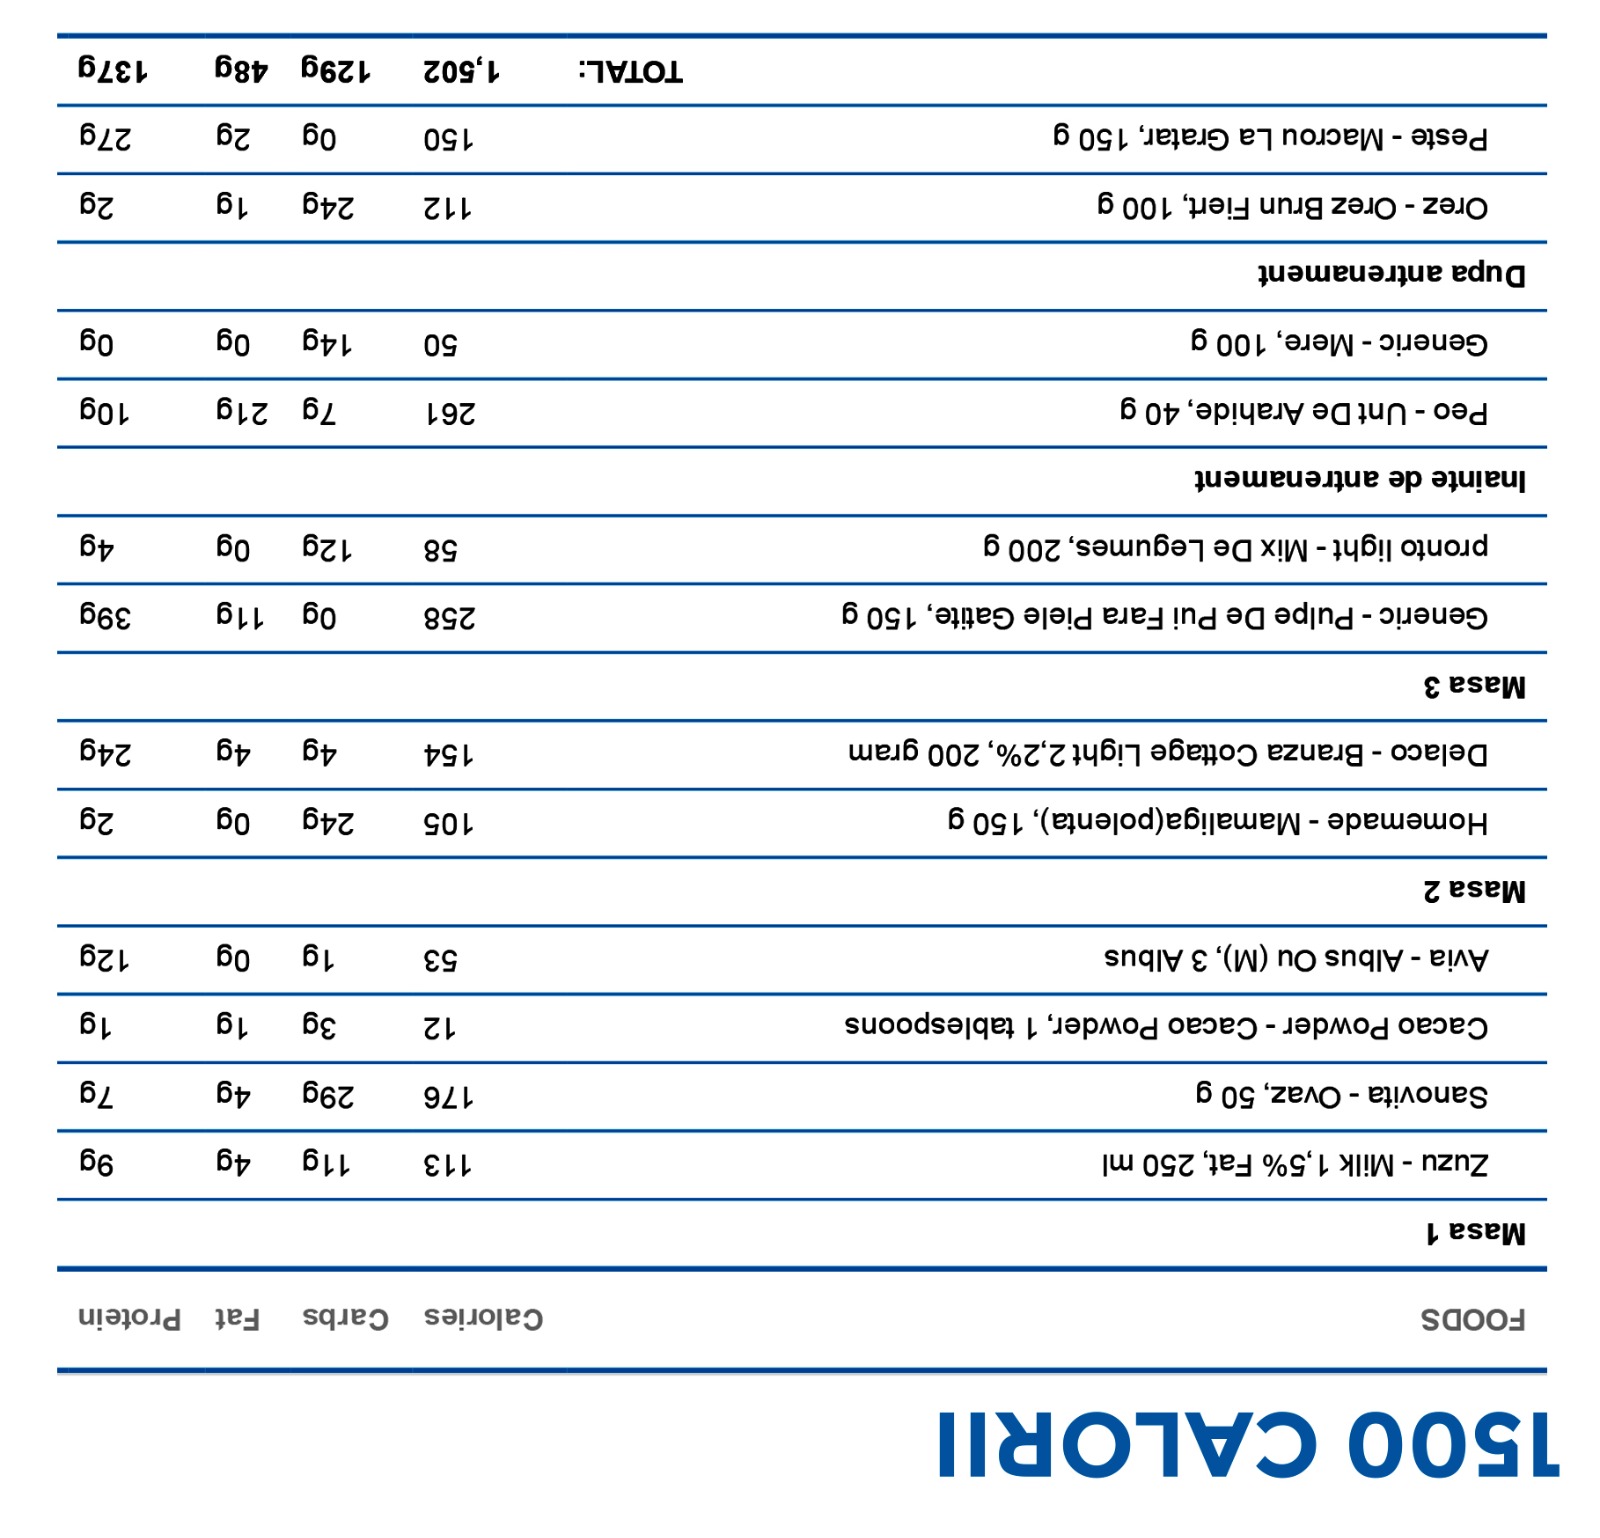 1500 CALORII
FOODS Calories Carbs Fat Protein
Masa 1
Zuzu - Milk 1,5% Fat, 250 ml 113 11g 4g 9g
Sanovita - Ovaz, 50 g 176 29g 4g 7g
Cacao Powder - Cacao Powder, 1 tablespoons 12 3g 1g 1g
Avia - Albus Ou (M), 3 Albus 53 1g 0g 12g
Masa 2
Homemade - Mamaliga(polenta), 150 g 105 24g 0g 2g
Delaco - Branza Cottage Light 2,2%, 200 gram 154 4g 4g 24g
Masa 3
Generic - Pulpe De Pui Fara Piele Gatite, 150 g 258 0g 11g 39g
pronto light - Mix De Legumes, 200 g 58 12g 0g 4g
Inainte de antrenament
Peo - Unt De Arahide, 40 g 261 7g 21g 10g
Generic - Mere, 100 g 50 14g 0g 0g
Dupa antrenament
Orez - Orez Brun Fiert, 100 g 112 24g 1g 2g
Peste - Macrou La Gratar, 150 g 150 0g 2g 27g
TOTAL: 1,502 129g 48g 137g